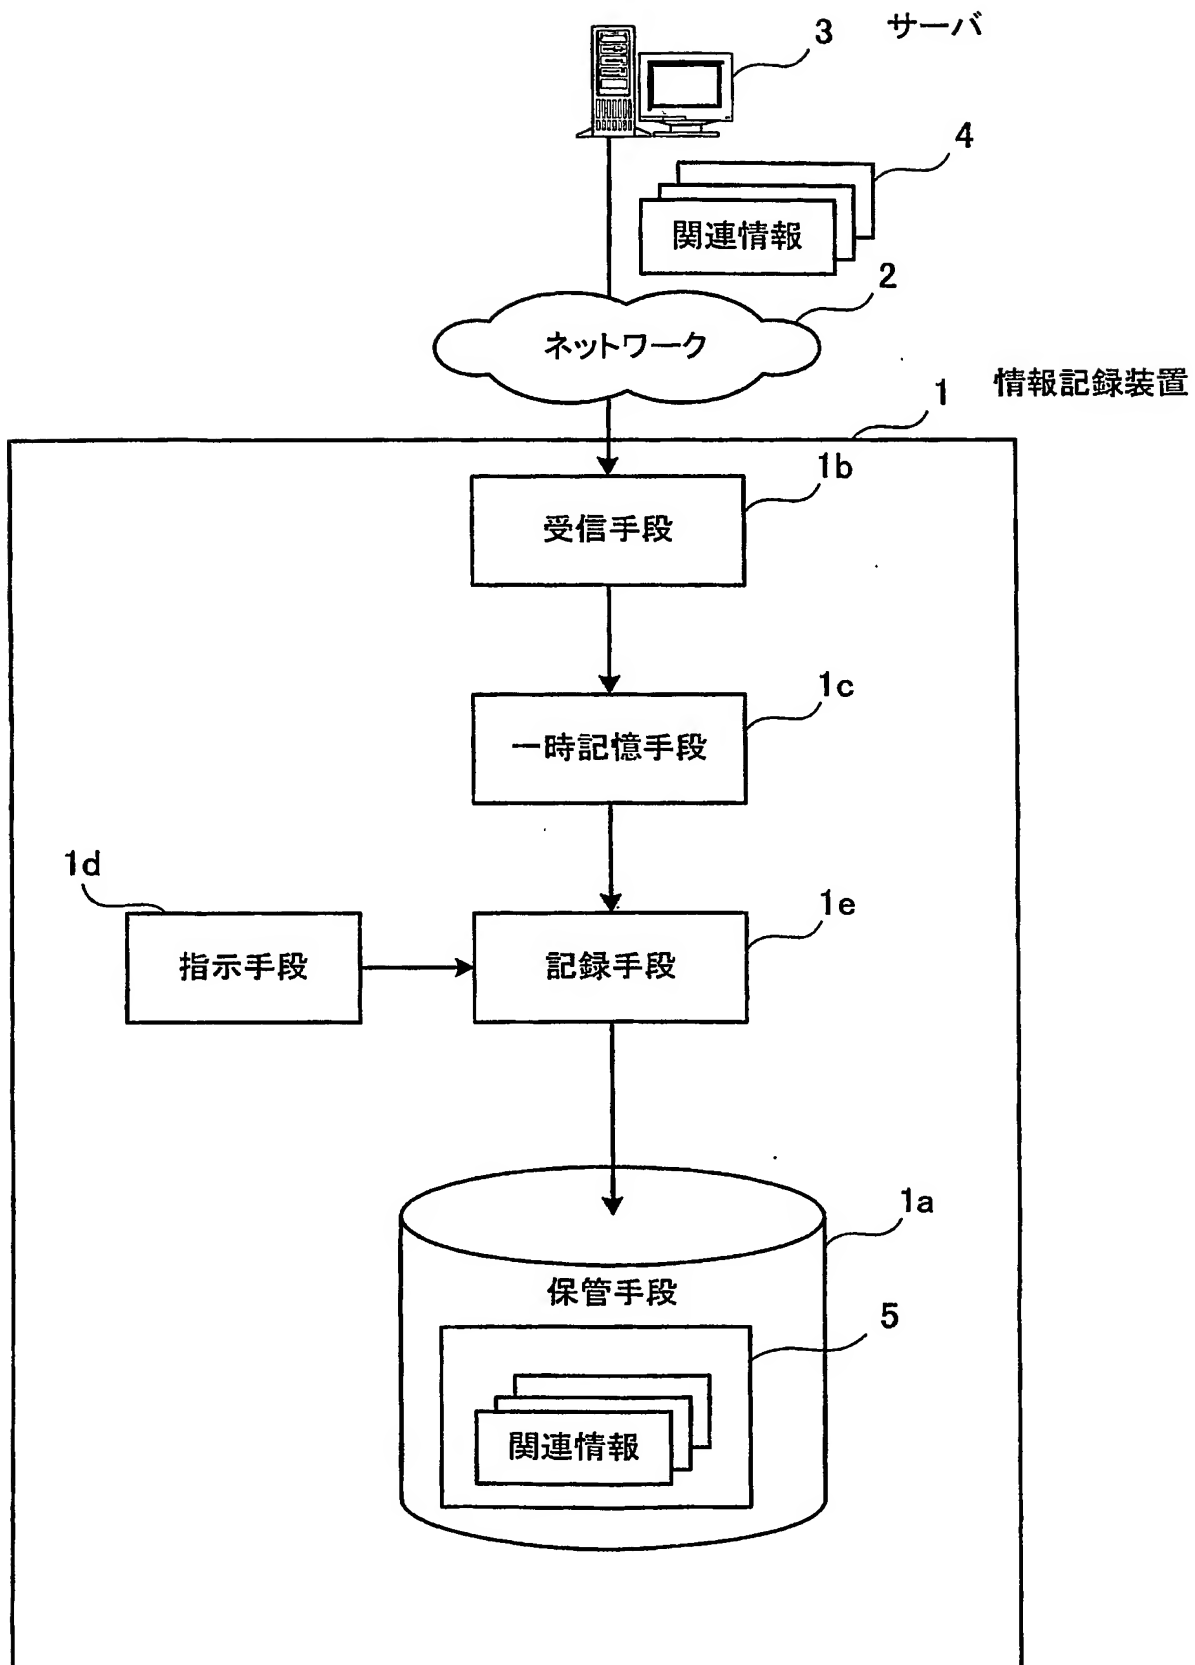 3 サーバ
4
関連情報
2
ネットワーク
1 情報記録装置
1b
受信手段
1c
一時記憶手段
1d
1e
指示手段
記録手段
1a
保管手段
5
関連情報